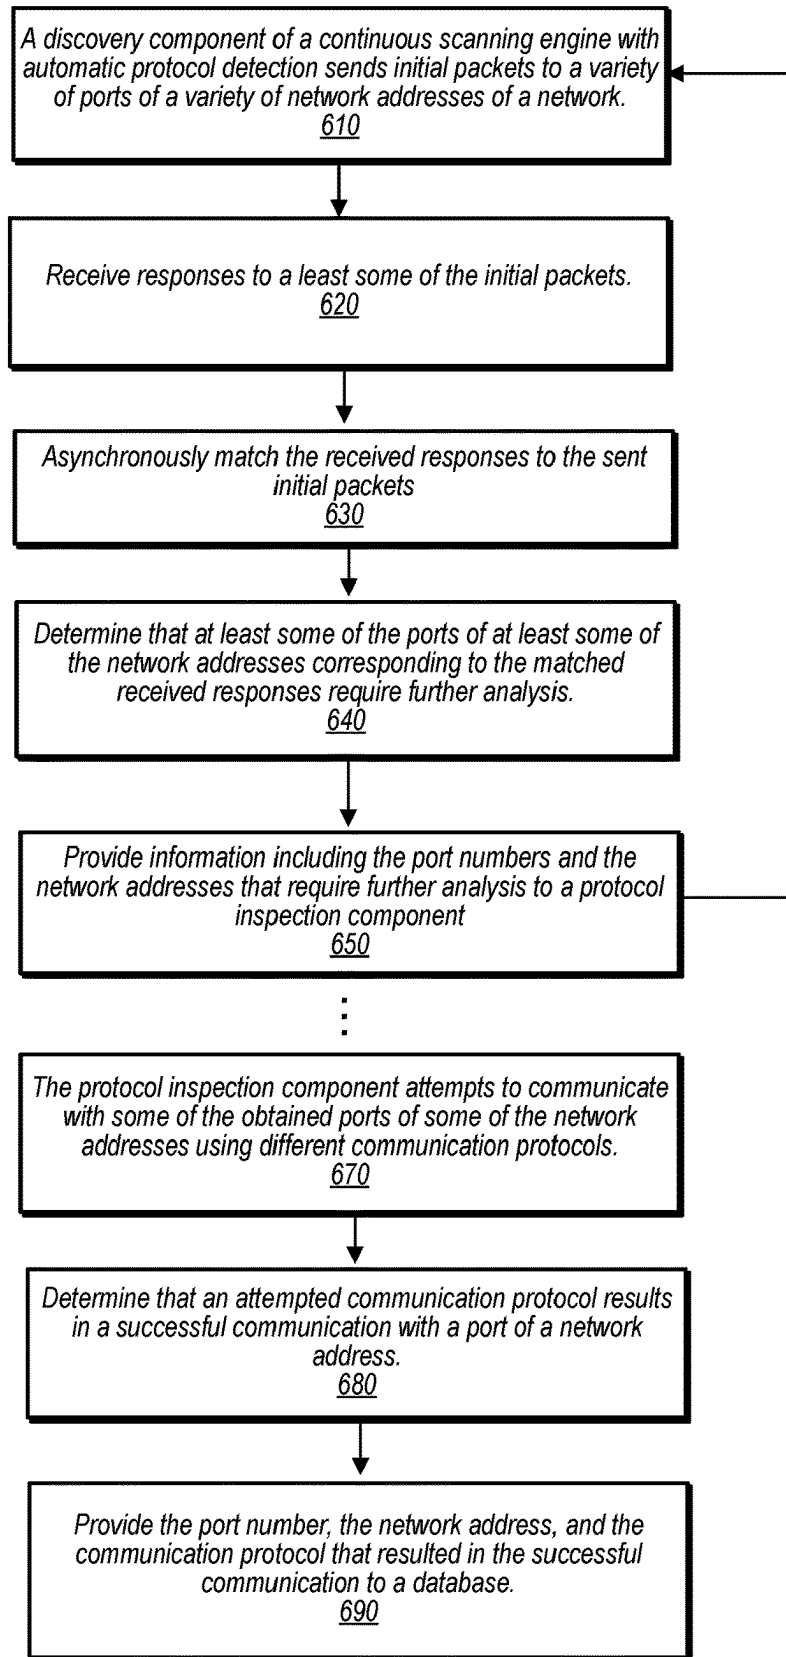 A discovery component of a continuous scanning engine with
automatic protocol detection sends initial packets to a variety
of ports of a variety of network addresses of a network.
610
Receive responses to a least some of the initial packets.
620
Asynchronously match the received responses to the sent
initial packets
630
Determine that at least some of the ports of at least some of
the network addresses corresponding to the matched
received responses require further analysis.
640
Provide information including the port numbers and the
network addresses that require further analysis to a protocol
inspection component
650
The protocol inspection component attempts to communicate
with some of the obtained ports of some of the network
addresses using different communication protocols.
670
Determine that an attempted communication protocol results
in a successful communication with a port of a network
address.
680
Provide the port number, the network address, and the
communication protocol that resulted in the successful
communication to a database.
690